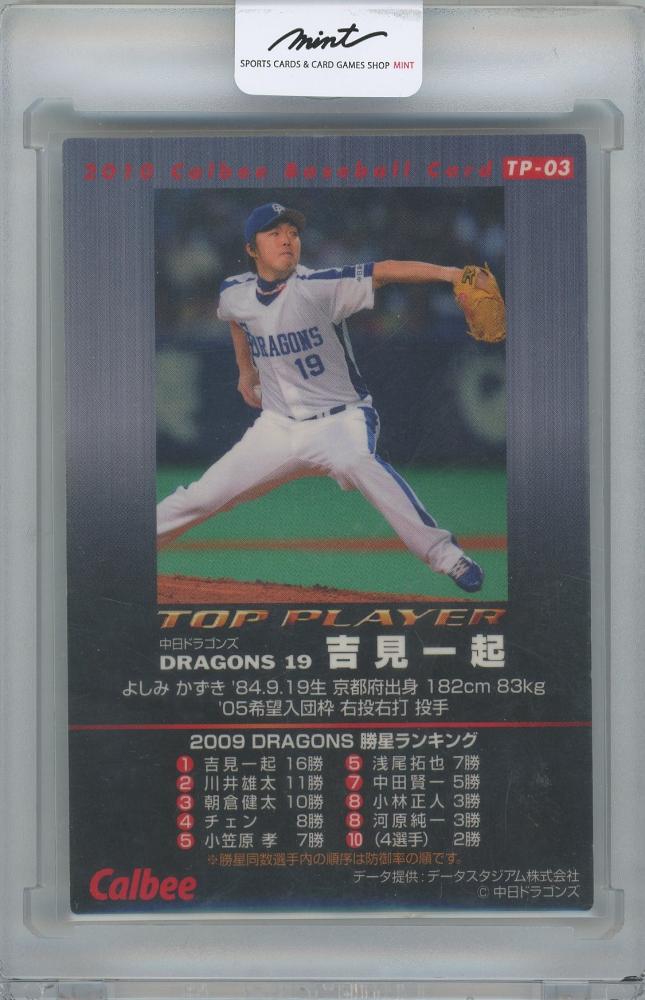 mint
SPORTS CARDS & CARD GAMES SHOP MINT
2010 Calbee Baseball Card TP-03
DRAGONS
19
TOP PLAYER
中日ドラゴンズ
DRAGONS 19 吉見一起
よしみ かずき '84.9.19生 京都府出身 182cm 83kg
'05希望入団枠 右投右打 投手
2009 DRAGONS 勝星ランキング
1 吉見一起 16勝 5 浅尾拓也 7勝
2 川井雄太 11勝 7 中田賢一 5勝
3 朝倉健太 10勝 8 小林正人 3勝
4 チェン 8勝 8 河原純一 3勝
5 小笠原 孝 7勝 10 (4選手) 2勝
※勝星同数選手内の順序は防御率の順です。
Calbee データ提供:データスタジアム株式会社
© 中日ドラゴンズ